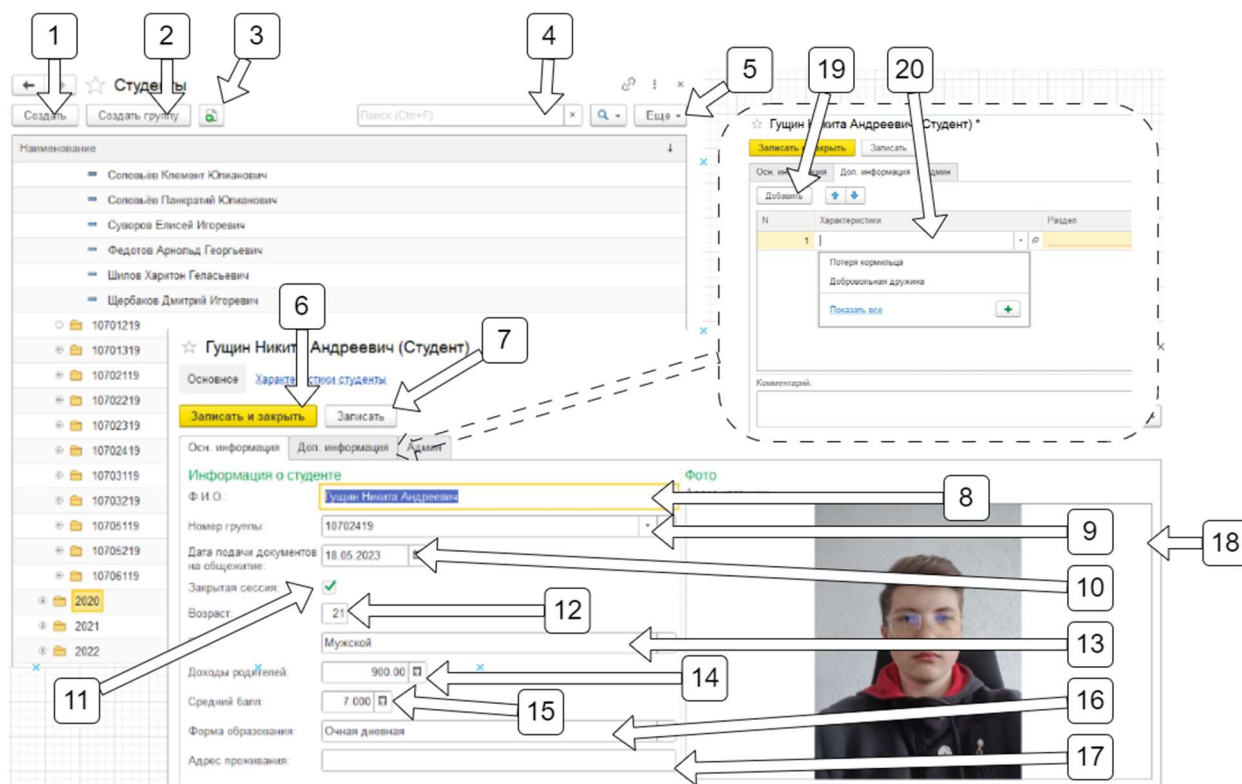 1
2
3
4
5
Студенты
Создать
Создать группу
Поиск (Ctrl+F)
×
Еще
Наименование
Соловьёв Клемент Юлианович
Соловьёв Панкратий Юлианович
Суворов Елисей Игоревич
Федотов Арнольд Георгьевич
Шилов Харитон Геласьевич
Щербаков Дмитрий Игоревич
10701219
10701319
10702119
10702219
10702319
10702419
10703119
10703219
10705119
10705219
10706119
2020
2021
2022
6
7
Гущин Никита Андреевич (Студент)
Основное Характеристики студенты
Записать и закрыть Записать
Осн. информация Доп. информация Админ
Информация о студенте
Ф.И.О.: Гущин Никита Андреевич
8
Номер группы: 10702419
9
Дата подачи документов
на общежитие: 18.05.2023
10
Закрытая сессия:
11
Возраст: 21
12
Мужской
13
Доходы родителей: 900.00
14
Средний балл: 7.000
15
Форма образования: Очная дневная
16
Адрес проживания:
17
Фото
18
19
20
Гущин Никита Андреевич (Студент) *
Записать и закрыть Записать
Осн. информация Доп. информация Админ
Добавить
N Характеристики Раздел
1
Потеря кормильца
Добровольная дружина
Показать все
Комментарий: